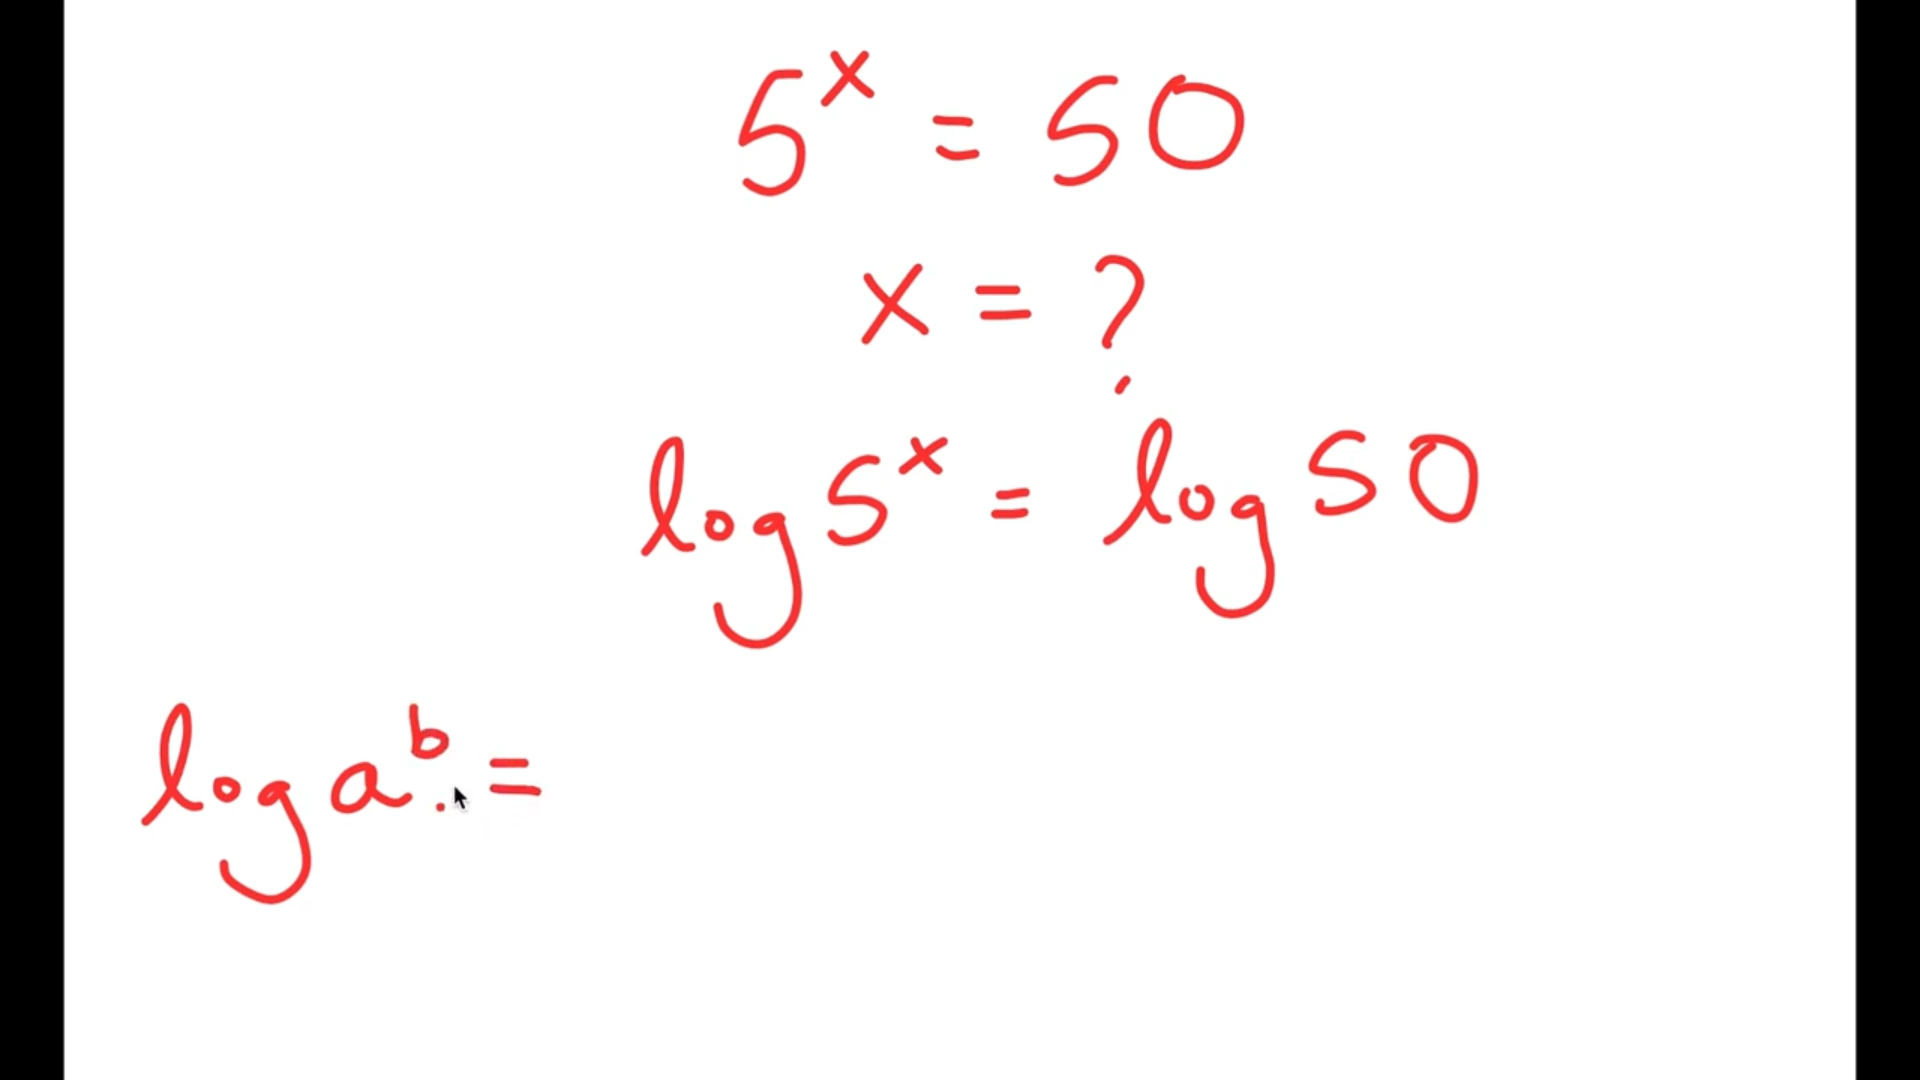 5^x = 50
x = ?
log 5^x = log 50
log a^b =